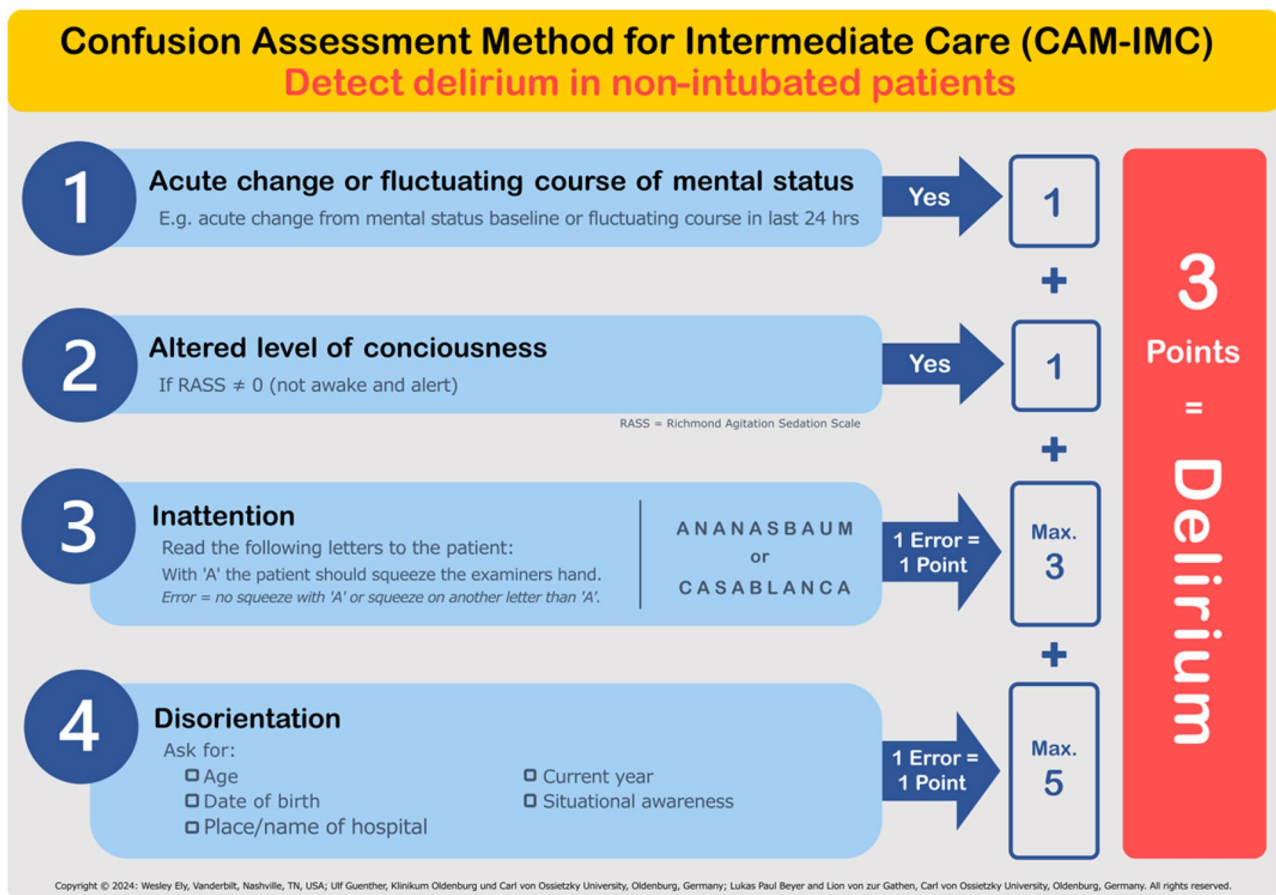 Confusion Assessment Method for Intermediate Care (CAM-IMC)
Detect delirium in non-intubated patients
1
Acute change or fluctuating course of mental status
E.g. acute change from mental status baseline or fluctuating course in last 24 hrs
Yes
1
+
2
Altered level of conciousness
If RASS ≠ 0 (not awake and alert)
Yes
1
RASS = Richmond Agitation Sedation Scale
+
3
Inattention
Read the following letters to the patient:
With 'A' the patient should squeeze the examiners hand.
Error = no squeeze with 'A' or squeeze on another letter than 'A'.
A N A N A S B A U M
or
C A S A B L A N C A
1 Error =
1 Point
Max.
3
+
4
Disorientation
Ask for:
Age
Date of birth
Place/name of hospital
Current year
Situational awareness
1 Error =
1 Point
Max.
5
3
Points
=
Delirium
Copyright © 2024: Wesley Ely, Vanderbilt, Nashville, TN, USA; Ulf Guenther, Klinikum Oldenburg und Carl von Ossietzky University, Oldenburg, Germany; Lukas Paul Beyer and Lion von zur Gathen, Carl von Ossietzky University, Oldenburg, Germany. All rights reserved.